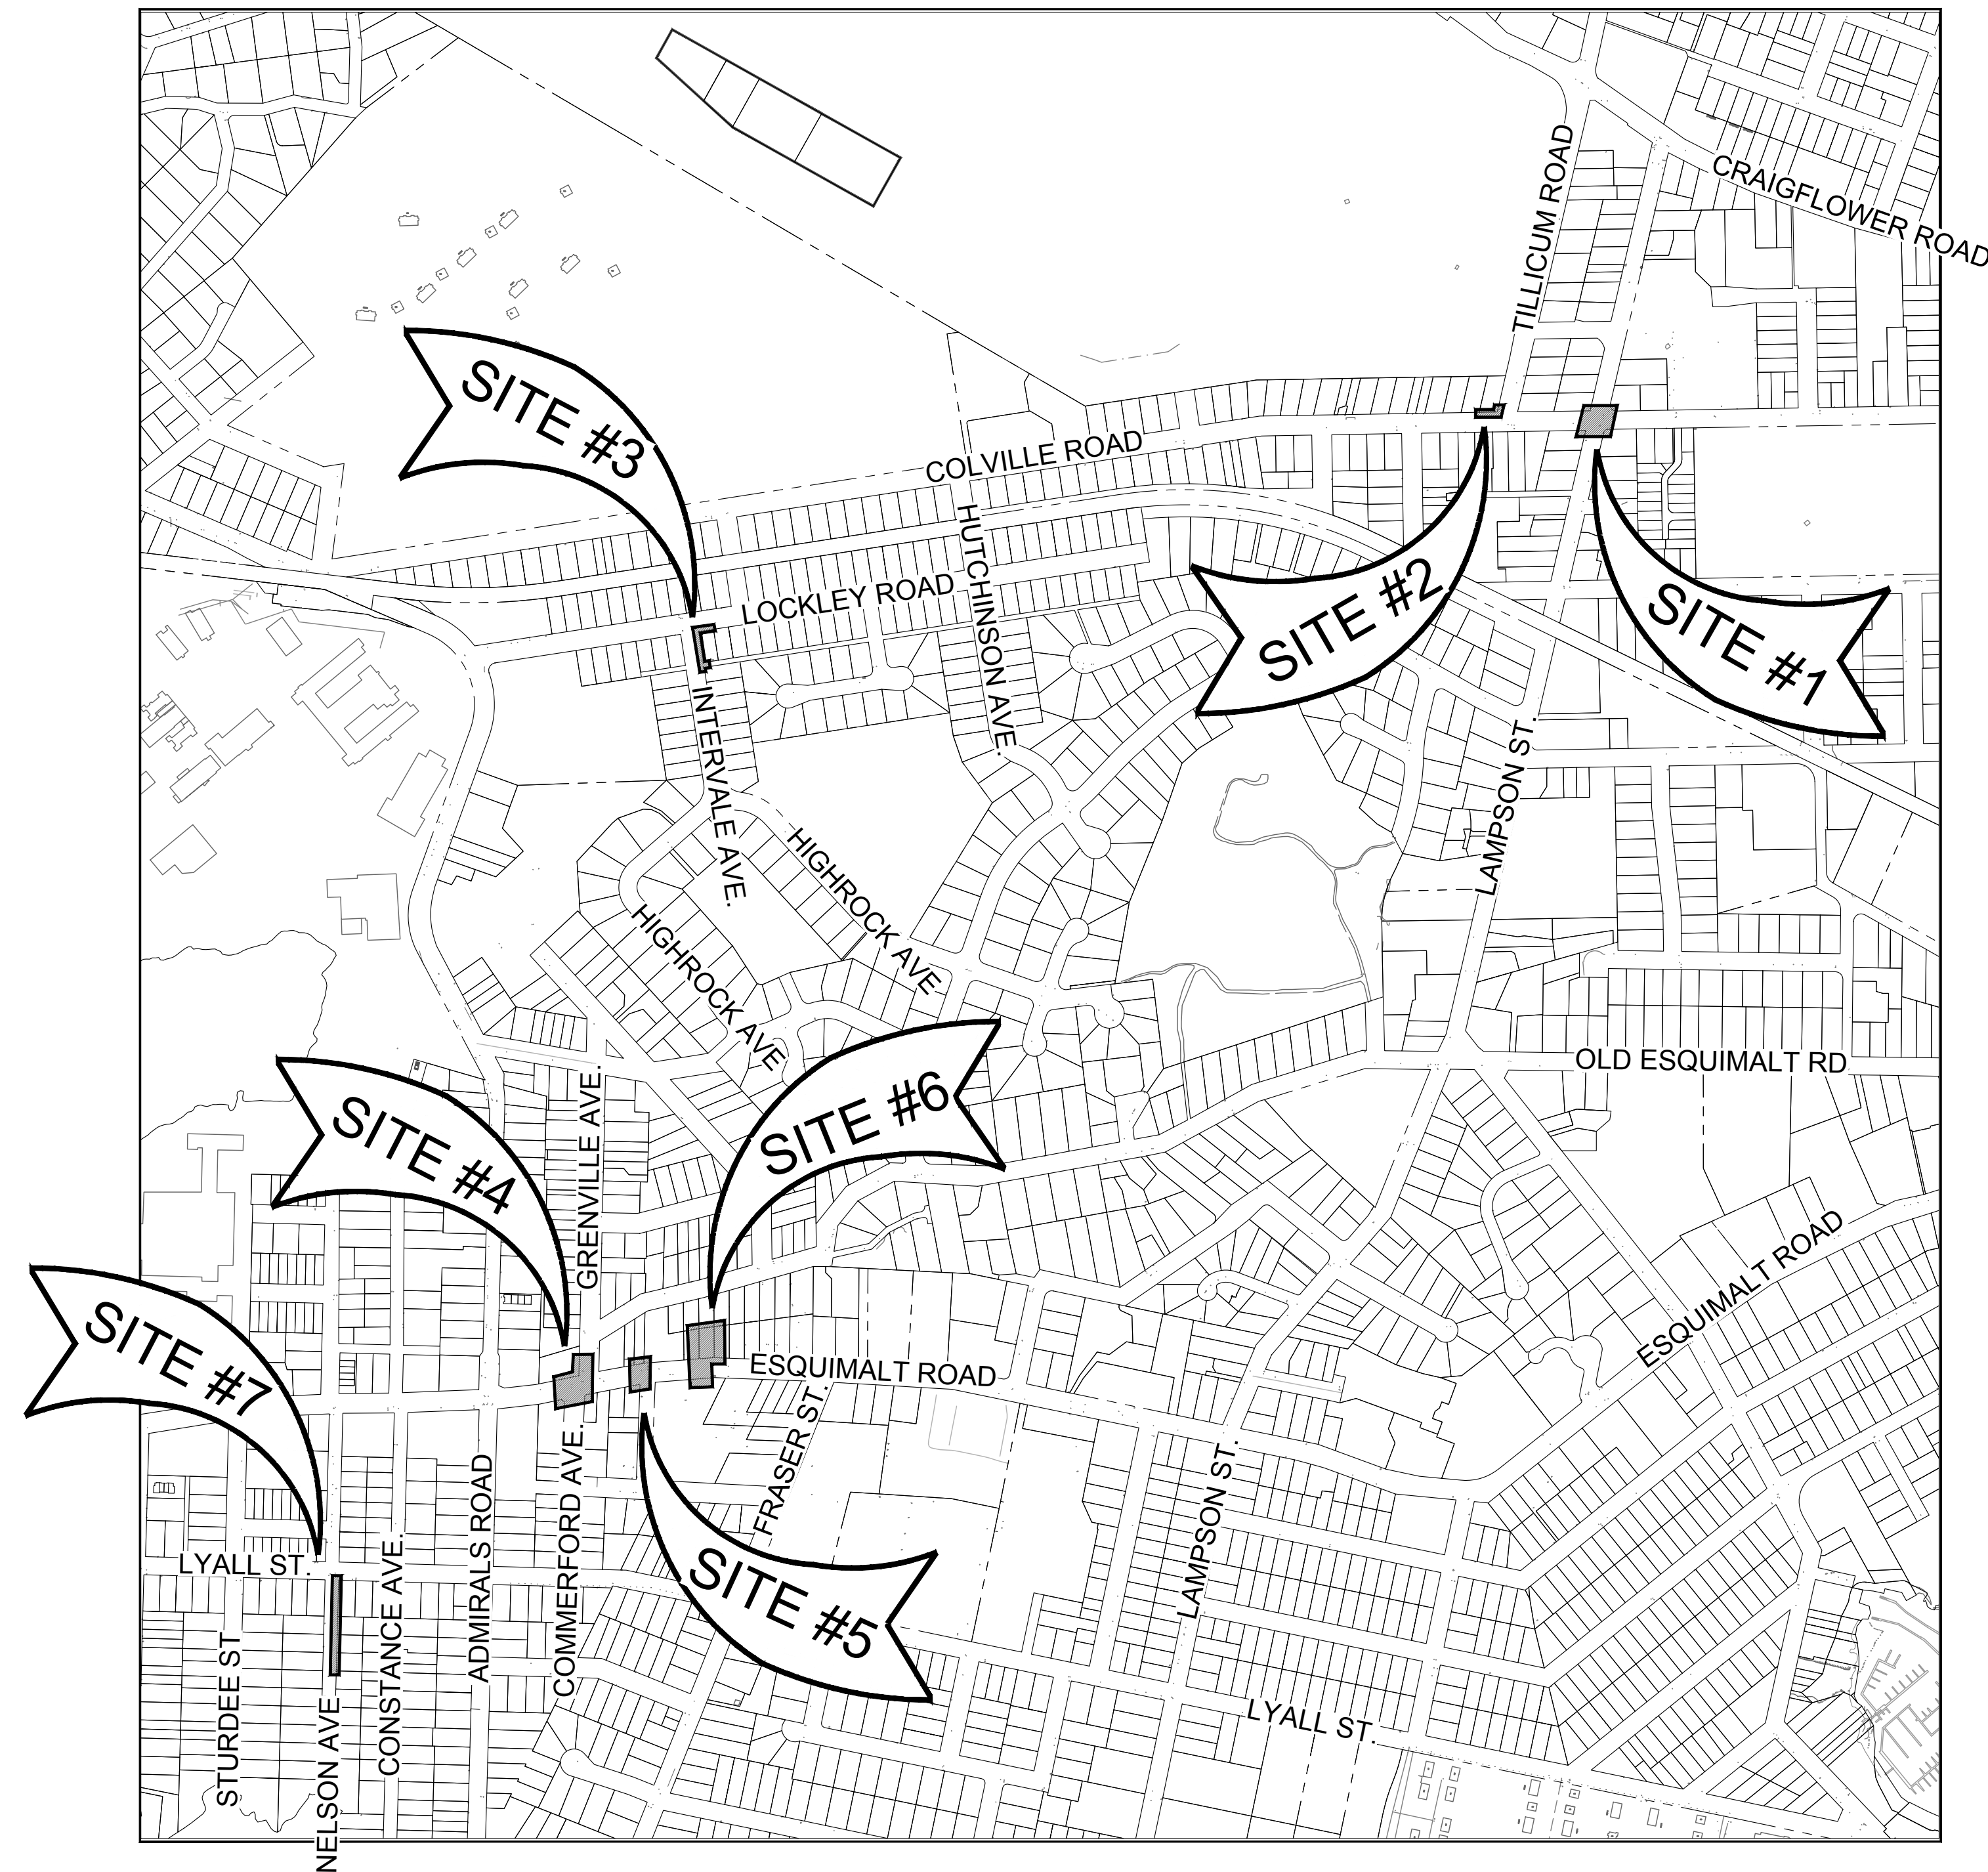 TILLICUM ROAD
CRAIGFLOWER ROAD
SITE #3
COLVILLE ROAD
HUTCHINSON AVE.
LOCKLEY ROAD
SITE #2
SITE #1
INTERVALE AVE.
LAMPSON ST.
HIGHROCK AVE
HIGHROCK AVE
OLD ESQUIMALT RD
SITE #6
SITE #4
GRENVILLE AVE.
ESQUIMALT ROAD
SITE #7
ESQUIMALT ROAD
FRASER ST.
LAMPSON ST.
LYALL ST.
CONSTANCE AVE.
ADMIRALS ROAD
COMMERFORD AVE.
SITE #5
STURDEE ST
NELSON AVE
LYALL ST.